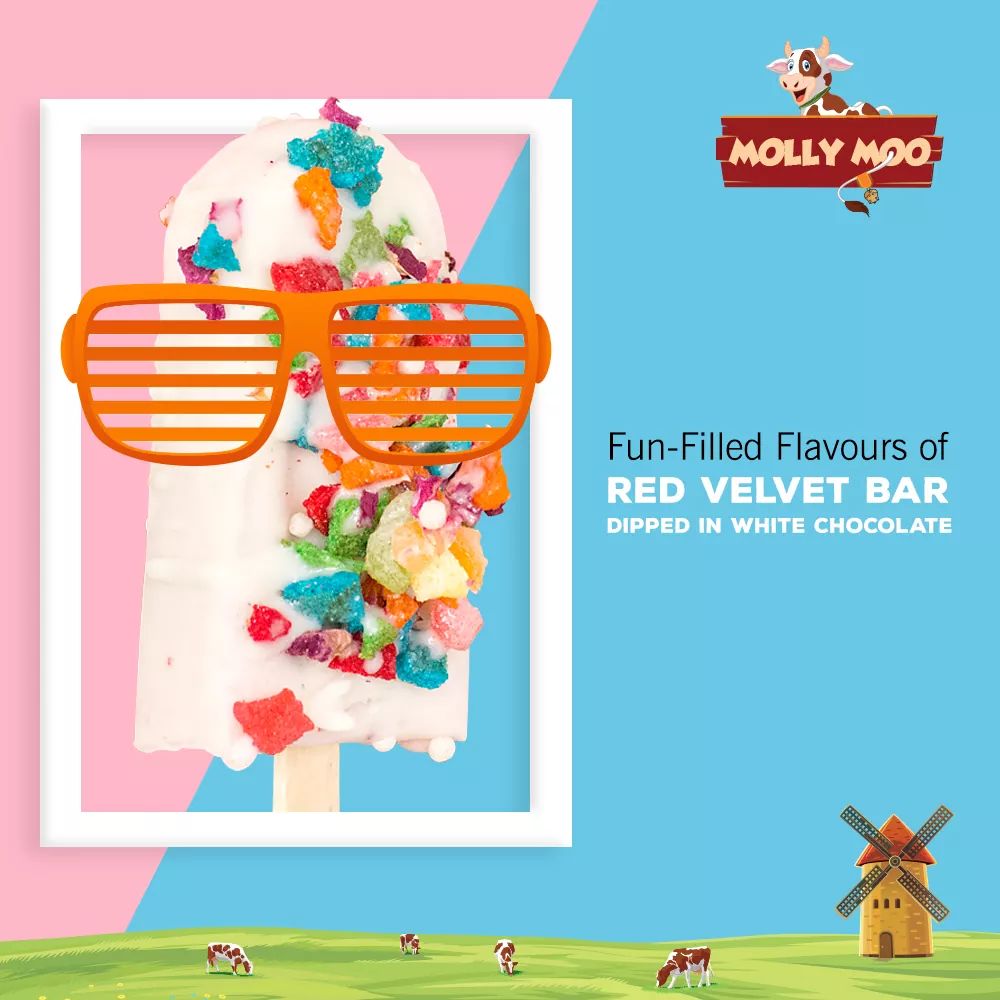 MOLLY MOO
Fun-Filled Flavours of
RED VELVET BAR
DIPPED IN WHITE CHOCOLATE